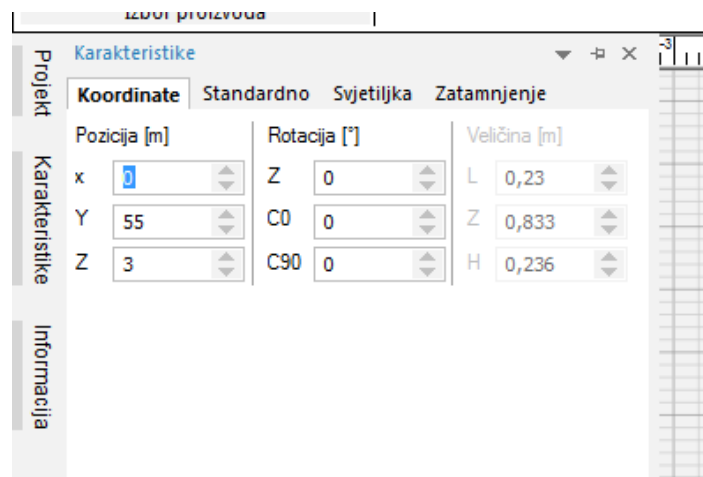 Izbor proizvoda
Projekt
Karakteristike
Informacija
Karakteristike
-3
Koordinate Standardno Svjetiljka Zatamnjenje
Pozicija [m] Rotacija [°] Veličina [m]
x 0 Z 0 L 0,23
Y 55 C0 0 Z 0,833
Z 3 C90 0 H 0,236